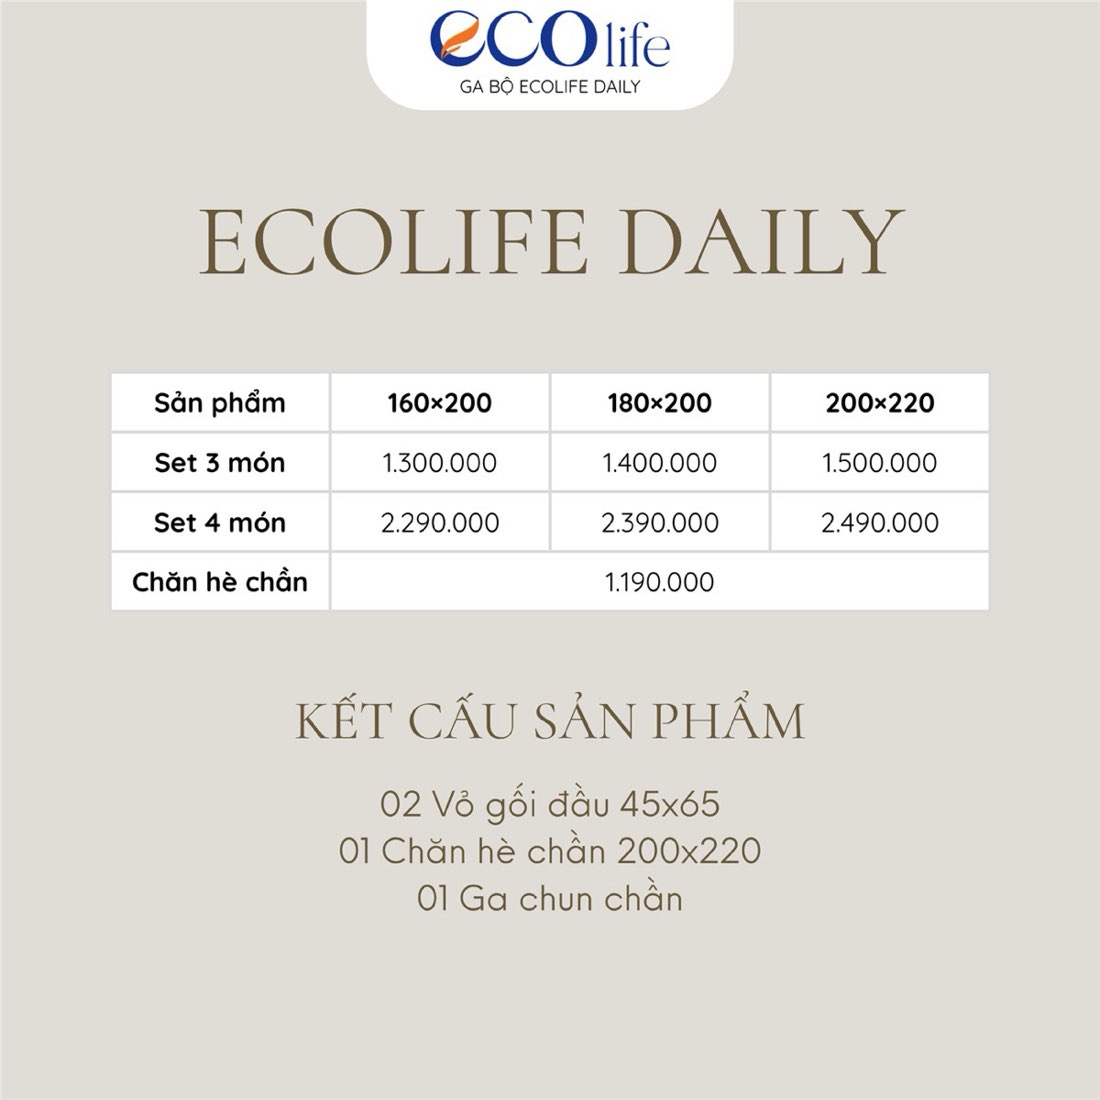 ecolife
GA BỘ ECOLIFE DAILY
ECOLIFE DAILY
Sản phẩm 160×200 180×200 200×220
Set 3 món 1.300.000 1.400.000 1.500.000
Set 4 món 2.290.000 2.390.000 2.490.000
Chăn hè chần 1.190.000
KẾT CẤU SẢN PHẨM
02 Vỏ gối đầu 45x65
01 Chăn hè chần 200x220
01 Ga chun chần